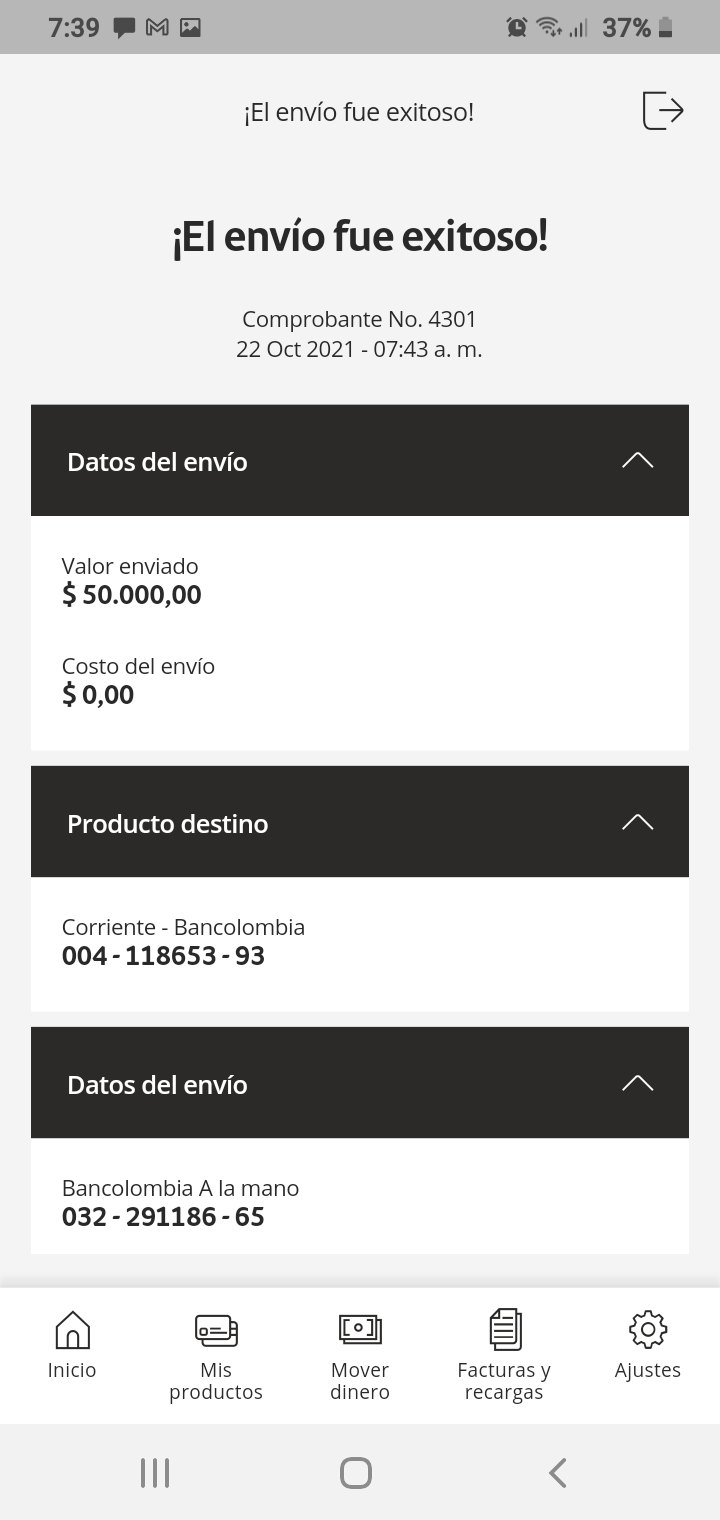 7:39
37%
¡El envío fue exitoso!
¡El envío fue exitoso!
Comprobante No. 4301
22 Oct 2021 - 07:43 a. m.
Datos del envío
Valor enviado
$ 50.000,00
Costo del envío
$ 0,00
Producto destino
Corriente - Bancolombia
004 - 118653 - 93
Datos del envío
Bancolombia A la mano
032 - 291186 - 65
Inicio
Mis
productos
Mover
dinero
Facturas y
recargas
Ajustes